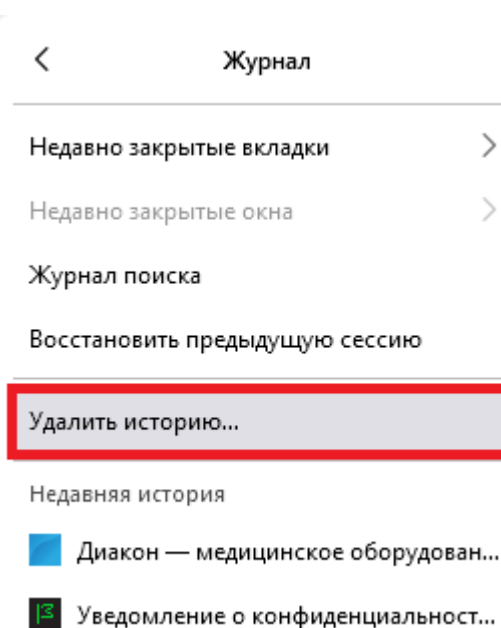 Журнал
Недавно закрытые вкладки
Недавно закрытые окна
Журнал поиска
Восстановить предыдущую сессию
Удалить историю...
Недавняя история
Диакон — медицинское оборудован...
Уведомление о конфиденциальност...